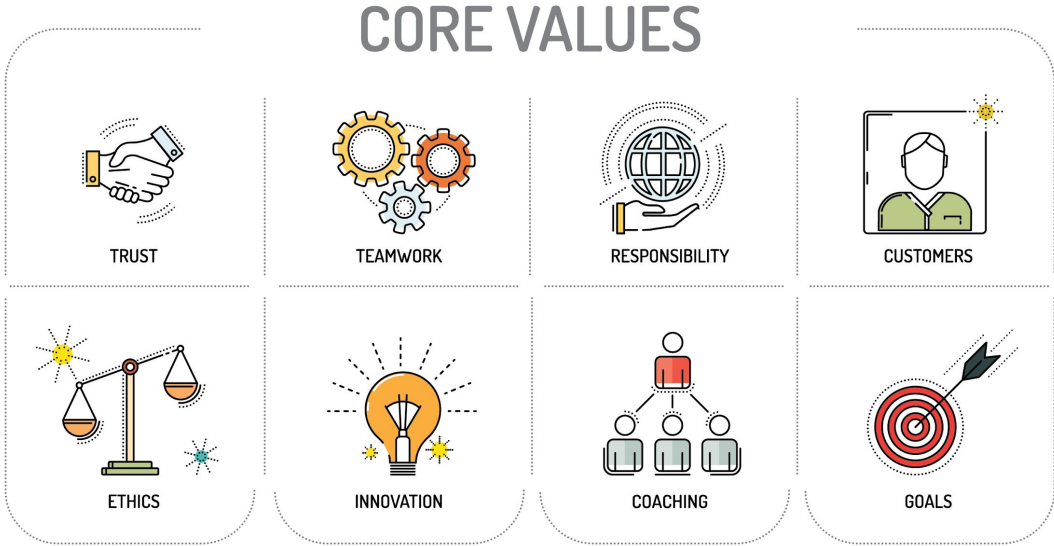 CORE VALUES
TRUST
TEAMWORK
RESPONSIBILITY
CUSTOMERS
ETHICS
INNOVATION
COACHING
GOALS